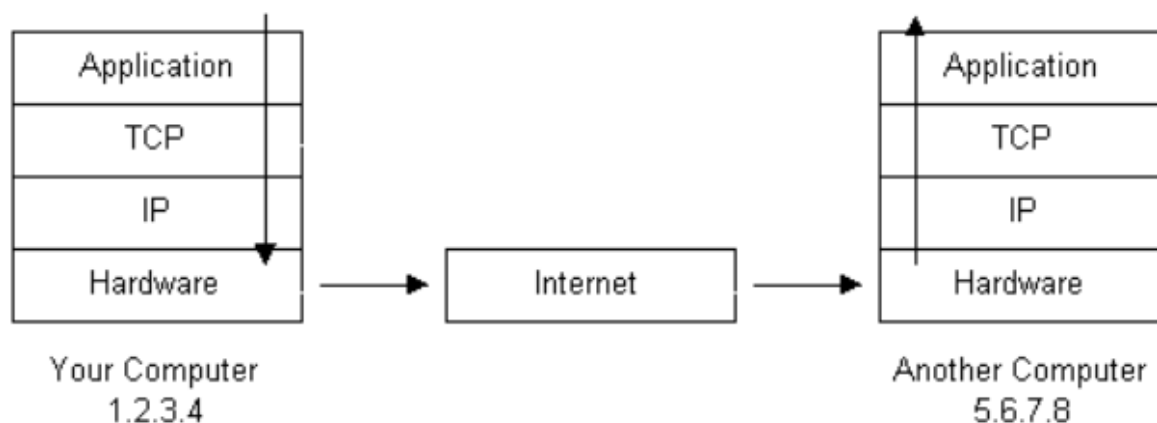 Application
TCP
IP
Hardware
Your Computer
1.2.3.4
Internet
Application
TCP
IP
Hardware
Another Computer
5.6.7.8